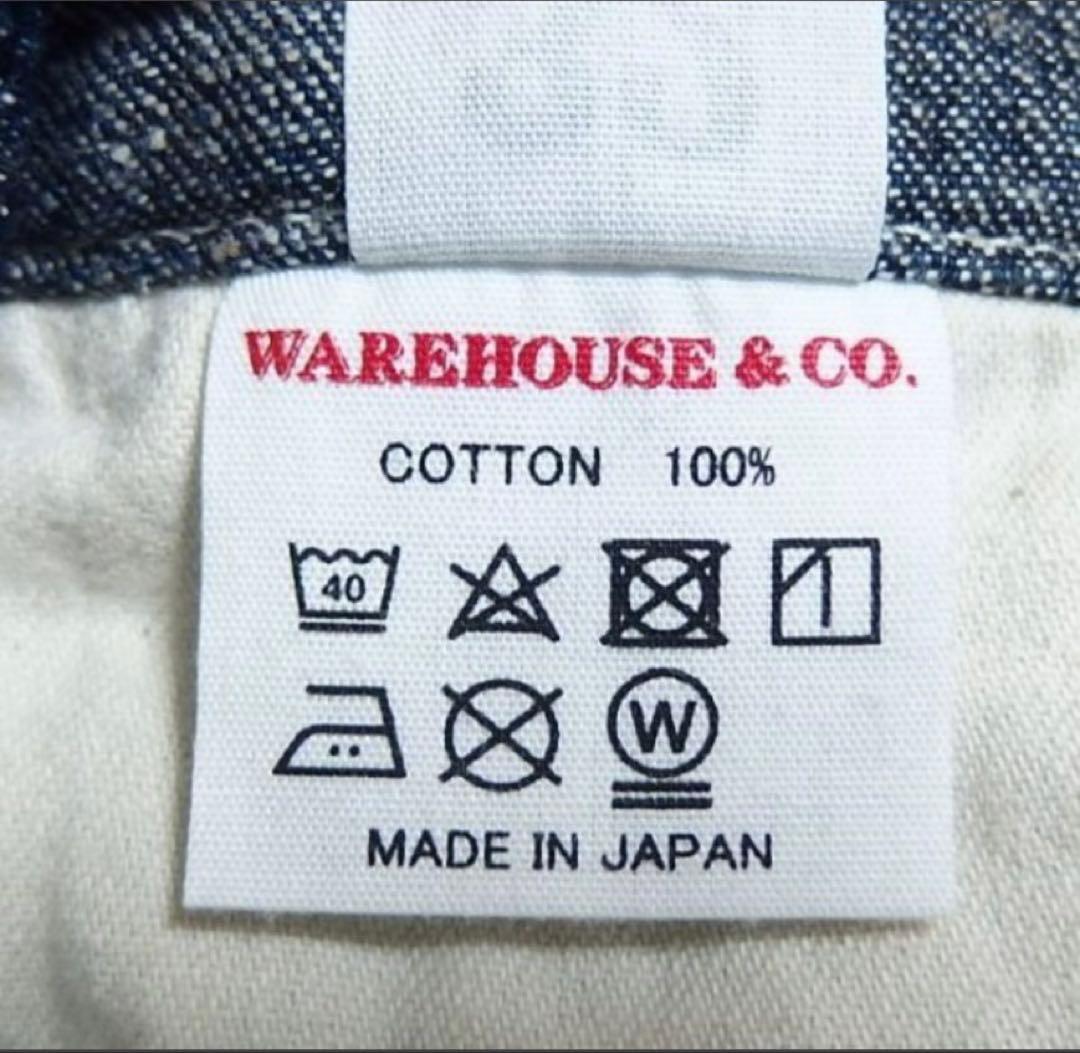 WAREHOUSE & CO.
COTTON 100%
40
W
MADE IN JAPAN